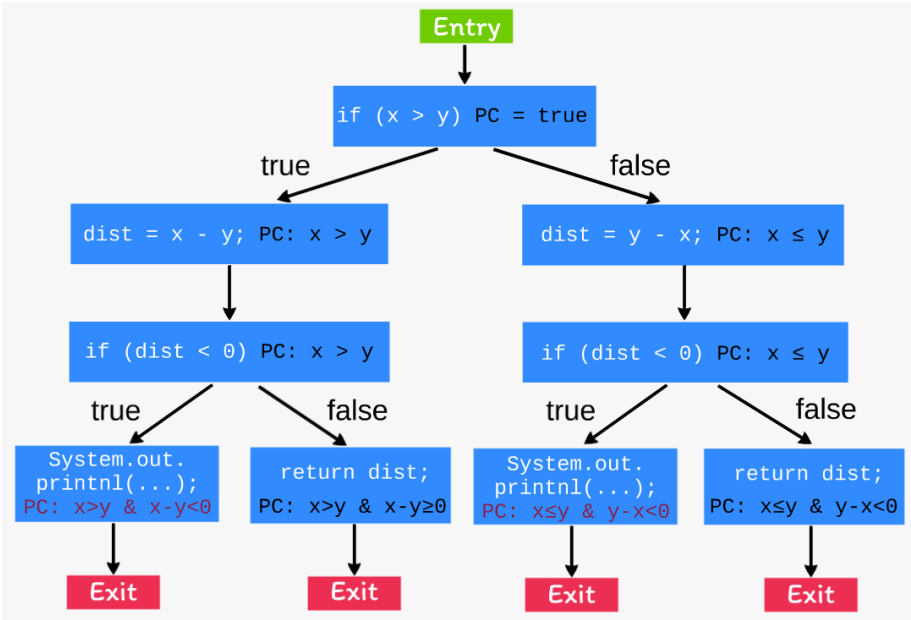 Entry
if (x > y) PC = true
true
false
dist = x - y; PC: x > y
dist = y - x; PC: x ≤ y
if (dist < 0) PC: x > y
if (dist < 0) PC: x ≤ y
true
false
true
false
System.out.
printnl(...);
PC: x>y & x-y<0
return dist;
PC: x>y & x-y≥0
System.out.
printnl(...);
PC: x≤y & y-x<0
return dist;
PC: x≤y & y-x<0
Exit
Exit
Exit
Exit